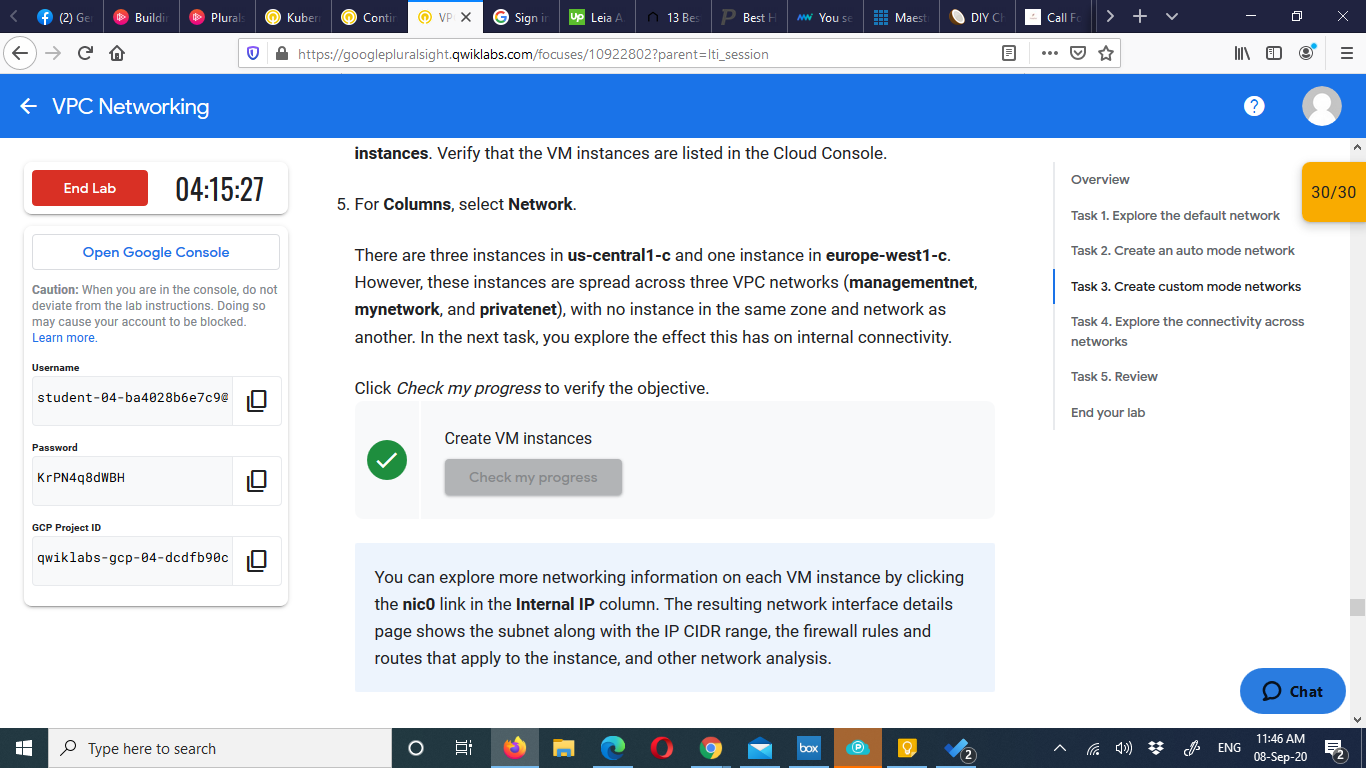 (2) Ge
Buildin
Plurals
Kubern
Contin
VP
Sign in
Leia A
13 Bes
Best H
You se
Maest
DIY Ch
Call Fo
https://googlepluralsight.qwiklabs.com/focuses/10922802?parent=lti_session
VPC Networking
End Lab
04:15:27
Open Google Console
Caution: When you are in the console, do not
deviate from the lab instructions. Doing so
may cause your account to be blocked.
Learn more.
Username
student-04-ba4028b6e7c9@
Password
KrPN4q8dWBH
GCP Project ID
qwiklabs-gcp-04-dcdfb90c
instances. Verify that the VM instances are listed in the Cloud Console.
5. For Columns, select Network.
There are three instances in us-central1-c and one instance in europe-west1-c.
However, these instances are spread across three VPC networks (managementnet,
mynetwork, and privatenet), with no instance in the same zone and network as
another. In the next task, you explore the effect this has on internal connectivity.
Click Check my progress to verify the objective.
Create VM instances
Check my progress
You can explore more networking information on each VM instance by clicking
the nic0 link in the Internal IP column. The resulting network interface details
page shows the subnet along with the IP CIDR range, the firewall rules and
routes that apply to the instance, and other network analysis.
Overview
Task 1. Explore the default network
Task 2. Create an auto mode network
Task 3. Create custom mode networks
Task 4. Explore the connectivity across
networks
Task 5. Review
End your lab
30/30
Chat
Type here to search
box
2
ENG
11:46 AM
08-Sep-20
2